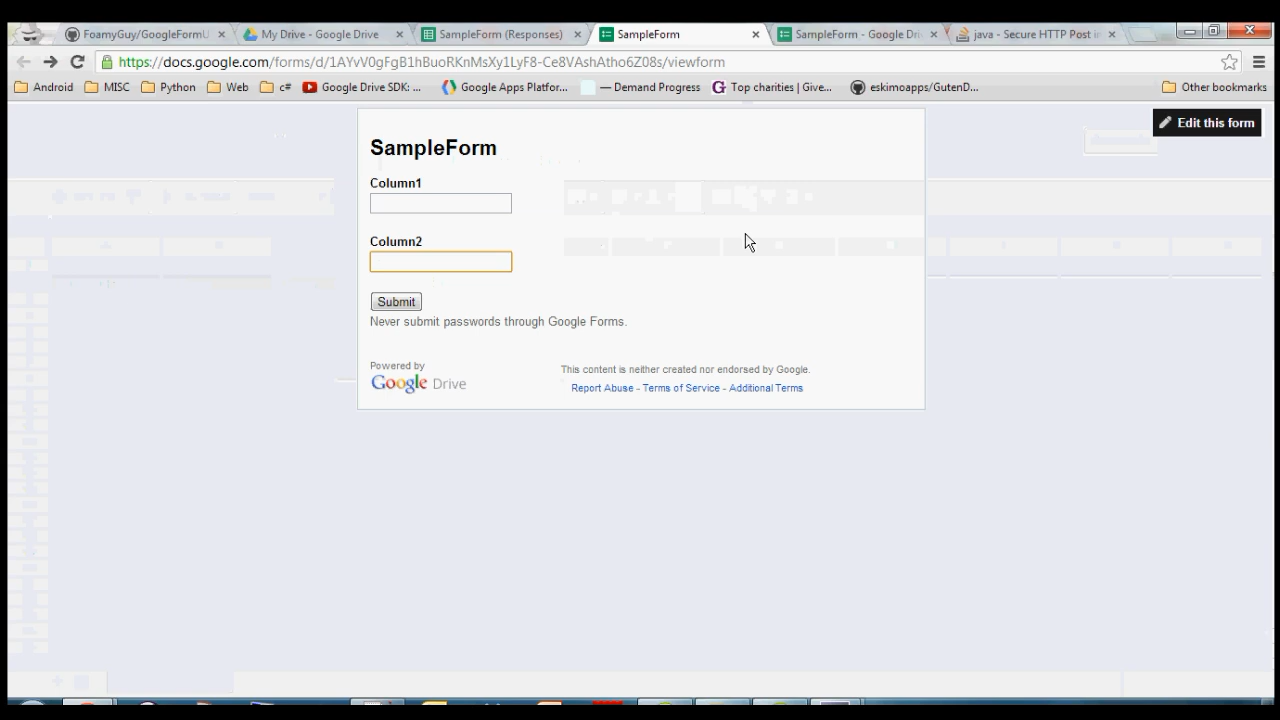 FoamyGuy/GoogleFormU
My Drive - Google Drive
SampleForm (Responses)
SampleForm
SampleForm - Google Dri
java - Secure HTTP Post in
https://docs.google.com/forms/d/1AYvV0gFgB1hBuoRKnMsXy1LyF8-Ce8VAshAtho6Z08s/viewform
Android MISC Python Web c# Google Drive SDK: ... Google Apps Platfor... — Demand Progress Top charities | Give... eskimoapps/GutenD... Other bookmarks
Edit this form
SampleForm
Column1
Column2
Submit
Never submit passwords through Google Forms.
Powered by
Google Drive
This content is neither created nor endorsed by Google.
Report Abuse - Terms of Service - Additional Terms